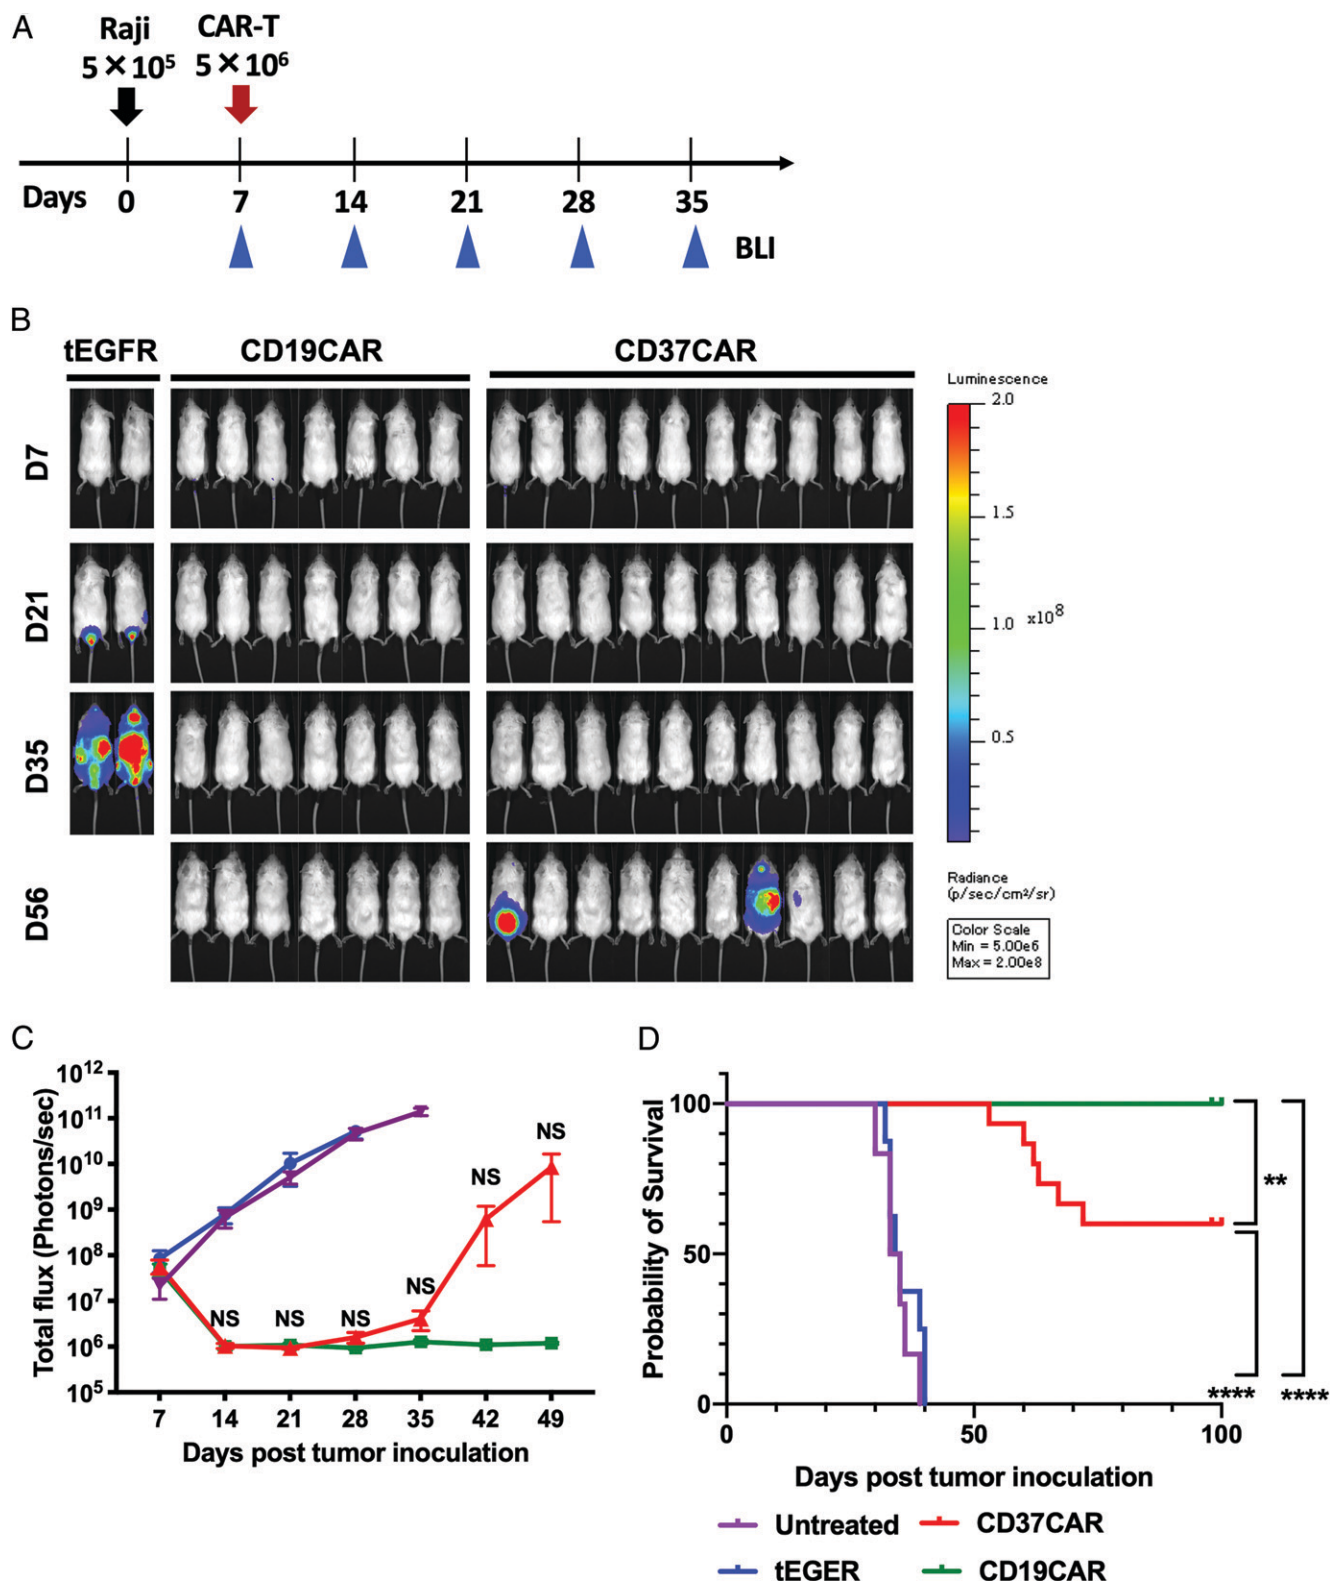 A
Raji
5 × 10⁵
CAR-T
5 × 10⁶
Days 0 7 14 21 28 35
BLI
B
tEGFR CD19CAR CD37CAR
D7
D21
D35
D56
Luminescence
2.0
1.5
1.0
x10⁸
0.5
Radiance
(p/sec/cm²/sr)
Color Scale
Min = 5.00e6
Max = 2.00e8
C
Total flux (Photons/sec)
10¹²
10¹¹
10¹⁰
10⁹
10⁸
10⁷
10⁶
10⁵
NS NS NS NS NS NS
7 14 21 28 35 42 49
Days post tumor inoculation
D
Probability of Survival
100
50
0
**
**** ****
0 50 100
Days post tumor inoculation
Untreated CD37CAR
tEGER CD19CAR